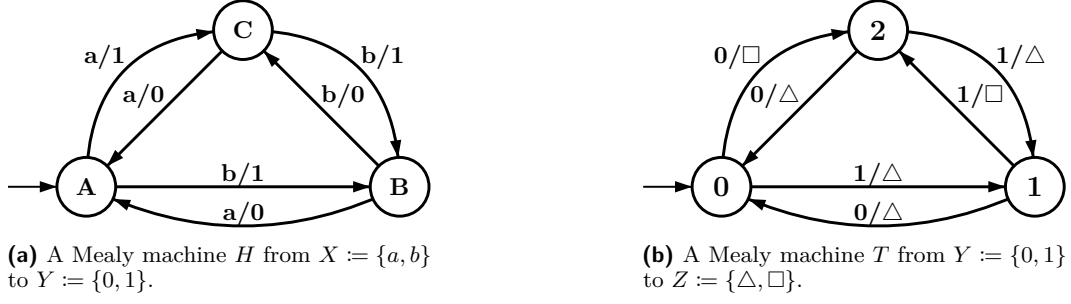 C
a/1
b/1
a/0
b/0
A
b/1
B
a/0
(a) A Mealy machine H from X ≔ {a, b}
to Y ≔ {0, 1}.
2
0/□
1/△
0/△
1/□
0
1/△
1
0/△
(b) A Mealy machine T from Y ≔ {0, 1}
to Z ≔ {△, □}.